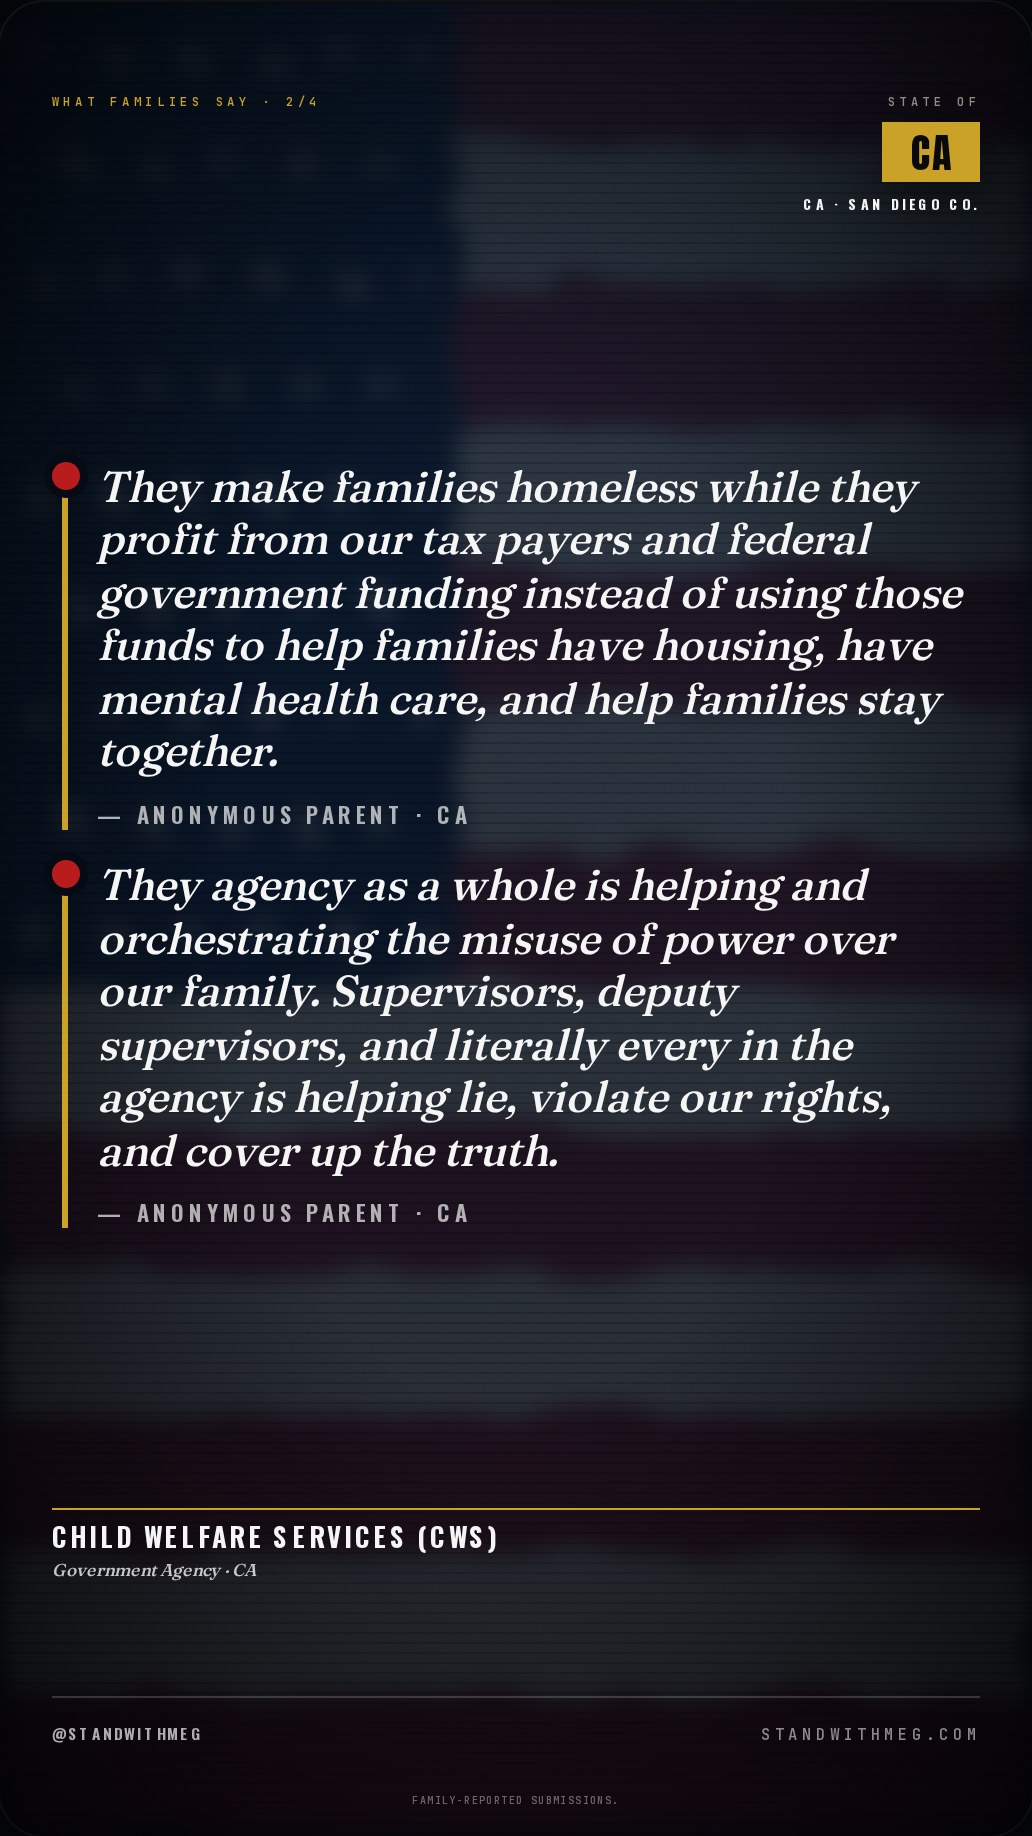 WHAT FAMILIES SAY · 2/4
STATE OF
CA
CA · SAN DIEGO CO.
They make families homeless while they
profit from our tax payers and federal
government funding instead of using those
funds to help families have housing, have
mental health care, and help families stay
together.
— ANONYMOUS PARENT · CA
They agency as a whole is helping and
orchestrating the misuse of power over
our family. Supervisors, deputy
supervisors, and literally every in the
agency is helping lie, violate our rights,
and cover up the truth.
— ANONYMOUS PARENT · CA
CHILD WELFARE SERVICES (CWS)
Government Agency · CA
@STANDWITHMEG
STANDWITHMEG.COM
FAMILY-REPORTED SUBMISSIONS.